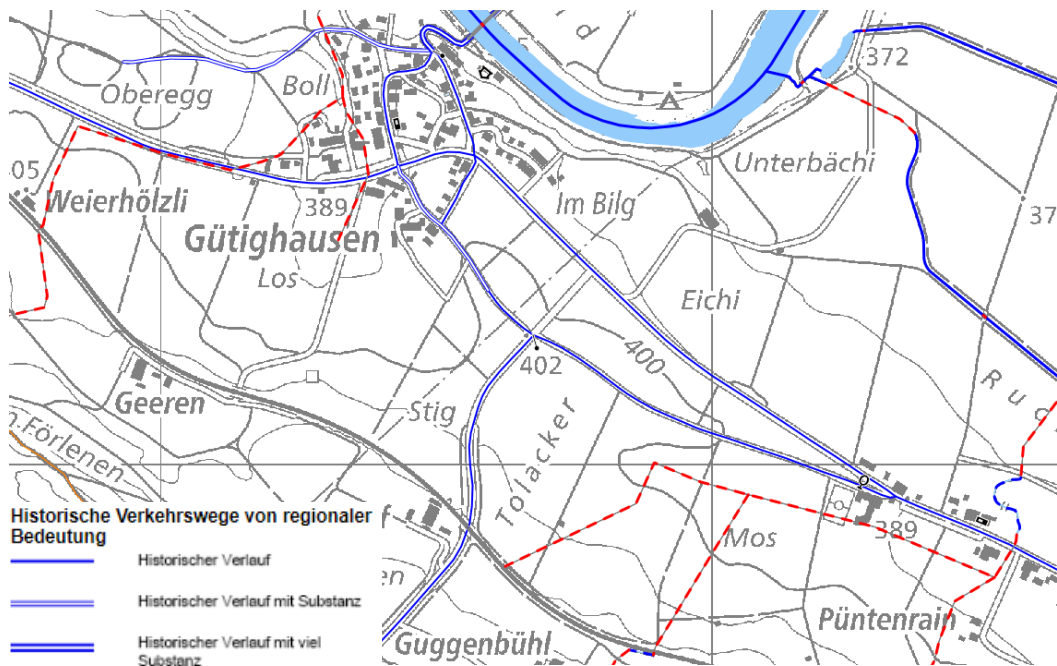 Oberegg
Boll
372
Unterbächi
05
Weierhölzli
389
Im Bilg
37
Gütighausen
Los
Eichi
400
402
Geeren
Stig
Tolacker
Ruc
n-Förlenen
Mos
389
Püntenrain
en
Guggenbühl
Historische Verkehrswege von regionaler
Bedeutung
Historischer Verlauf
Historischer Verlauf mit Substanz
Historischer Verlauf mit viel
Substanz